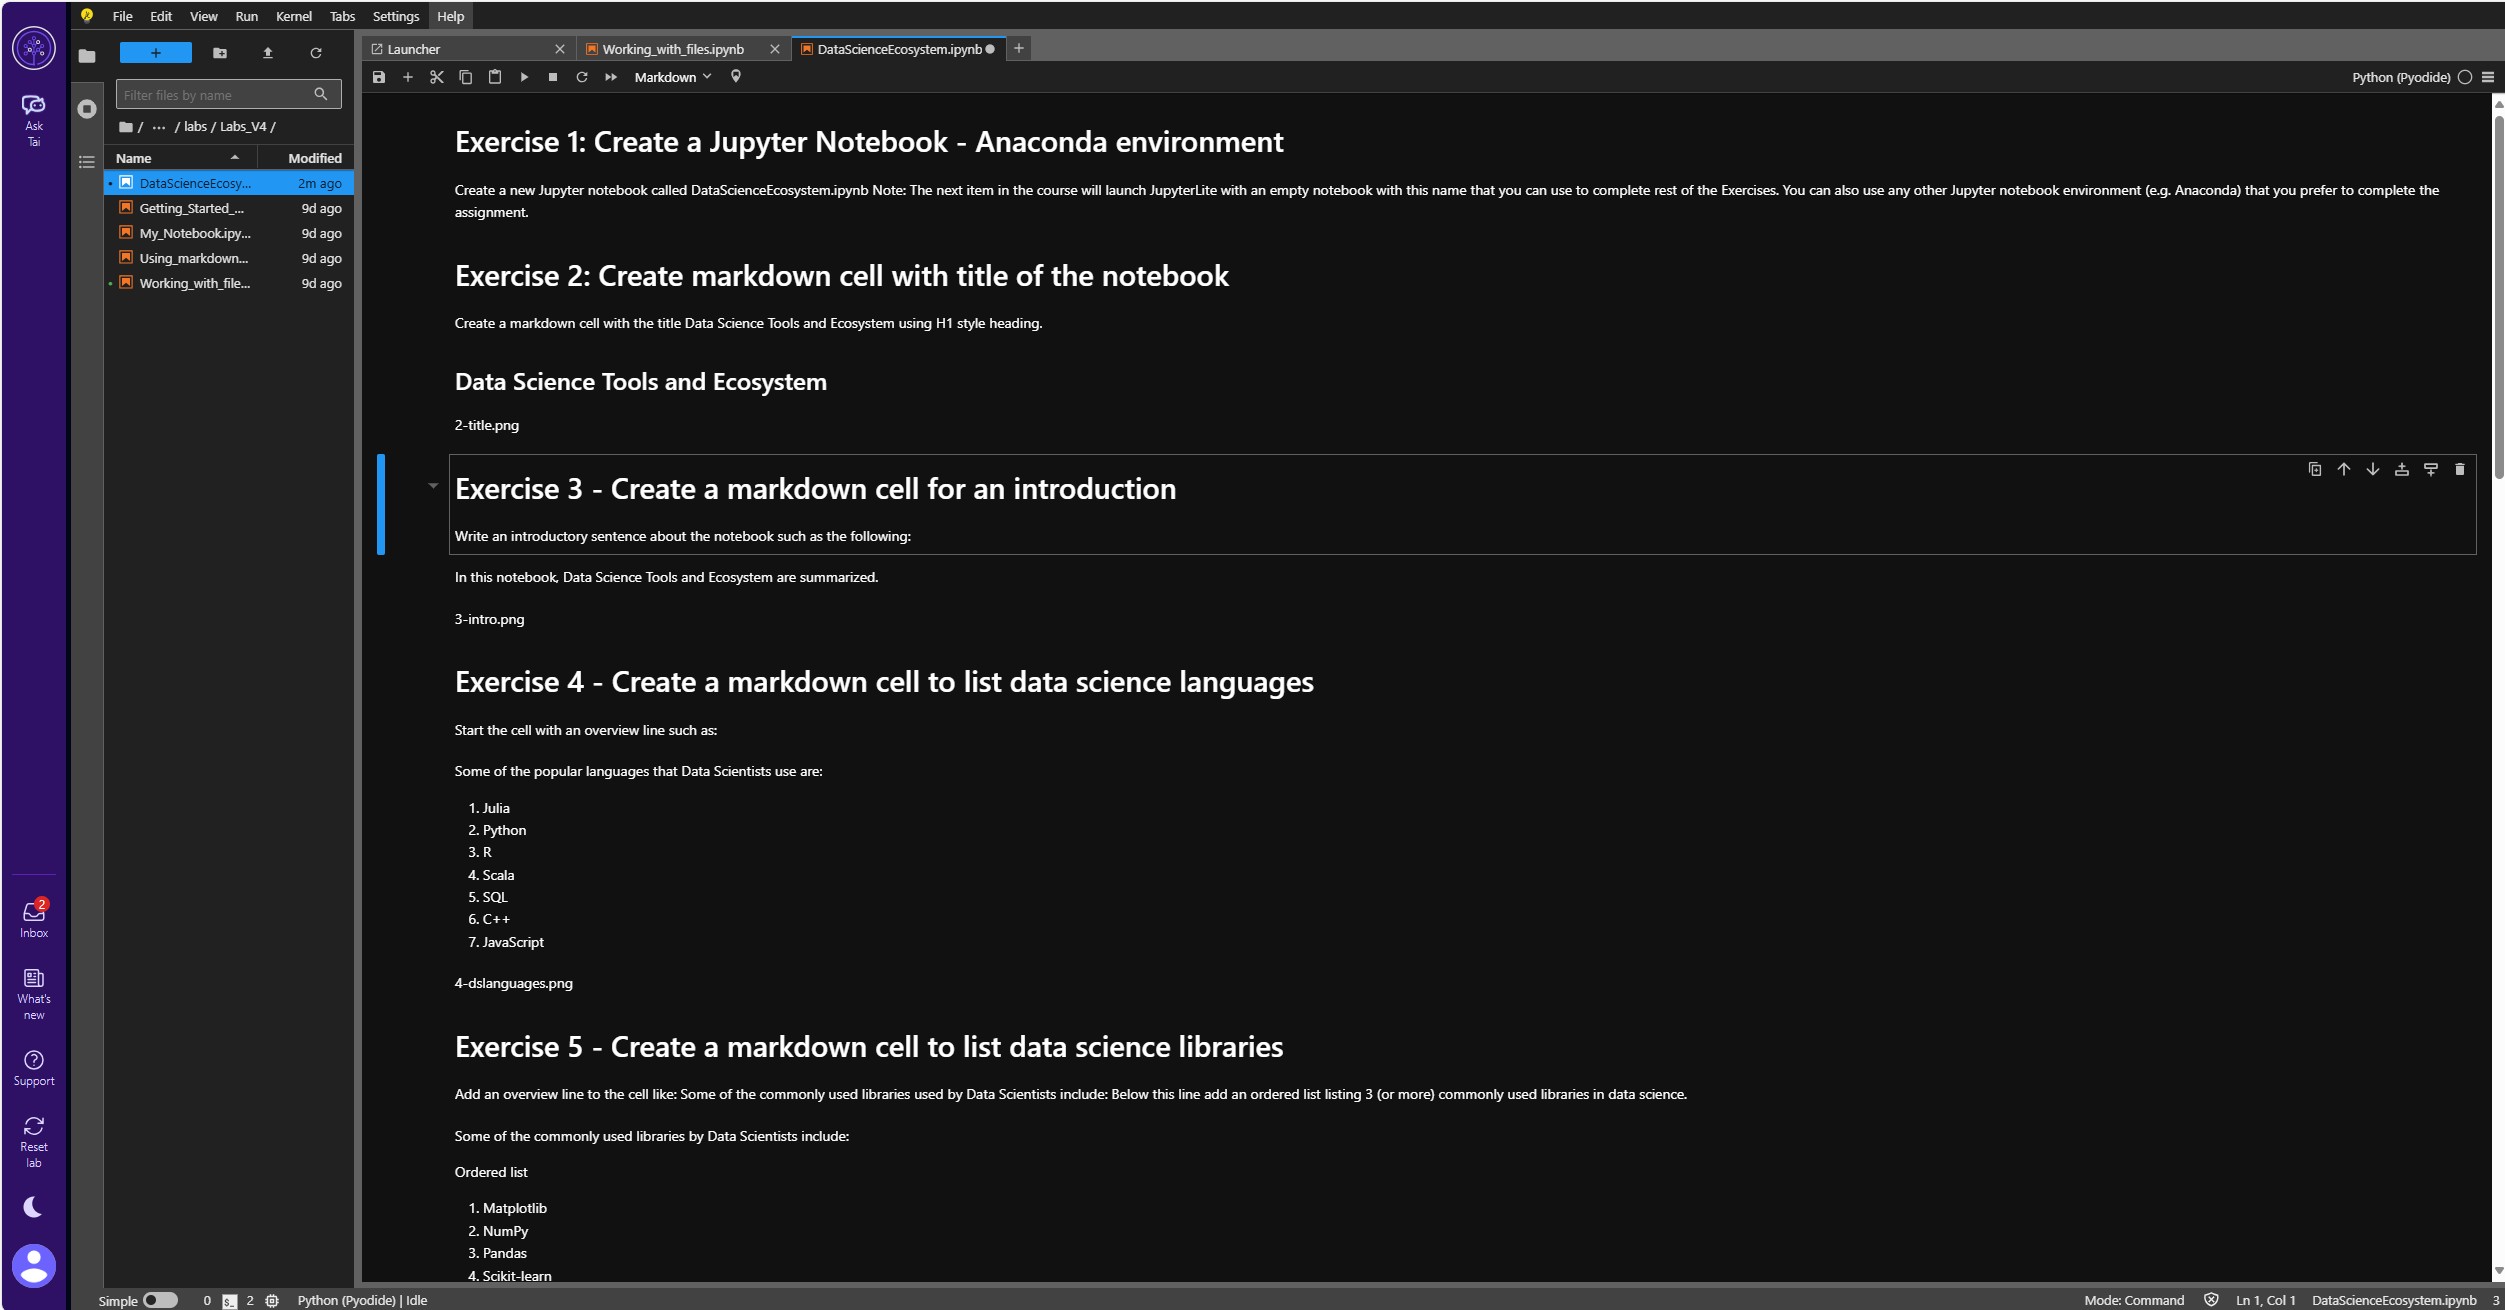 File Edit View Run Kernel Tabs Settings Help
Ask
Tai
Filter files by name
/ ... / labs / Labs_V4 /
Name Modified
DataScienceEcosy... 2m ago
Getting_Started_... 9d ago
My_Notebook.ipy... 9d ago
Using_markdown... 9d ago
Working_with_file... 9d ago
2
Inbox
What's
new
Support
Reset
lab
Launcher Working_with_files.ipynb DataScienceEcosystem.ipynb
Markdown Python (Pyodide)
Exercise 1: Create a Jupyter Notebook - Anaconda environment
Create a new Jupyter notebook called DataScienceEcosystem.ipynb Note: The next item in the course will launch JupyterLite with an empty notebook with this name that you can use to complete rest of the Exercises. You can also use any other Jupyter notebook environment (e.g. Anaconda) that you prefer to complete the
assignment.
Exercise 2: Create markdown cell with title of the notebook
Create a markdown cell with the title Data Science Tools and Ecosystem using H1 style heading.
Data Science Tools and Ecosystem
2-title.png
Exercise 3 - Create a markdown cell for an introduction
Write an introductory sentence about the notebook such as the following:
In this notebook, Data Science Tools and Ecosystem are summarized.
3-intro.png
Exercise 4 - Create a markdown cell to list data science languages
Start the cell with an overview line such as:
Some of the popular languages that Data Scientists use are:
1. Julia
2. Python
3. R
4. Scala
5. SQL
6. C++
7. JavaScript
4-dslanguages.png
Exercise 5 - Create a markdown cell to list data science libraries
Add an overview line to the cell like: Some of the commonly used libraries used by Data Scientists include: Below this line add an ordered list listing 3 (or more) commonly used libraries in data science.
Some of the commonly used libraries by Data Scientists include:
Ordered list
1. Matplotlib
2. NumPy
3. Pandas
4. Scikit-learn
Simple 0 $_ 2 Python (Pyodide) | Idle Mode: Command Ln 1, Col 1 DataScienceEcosystem.ipynb 3